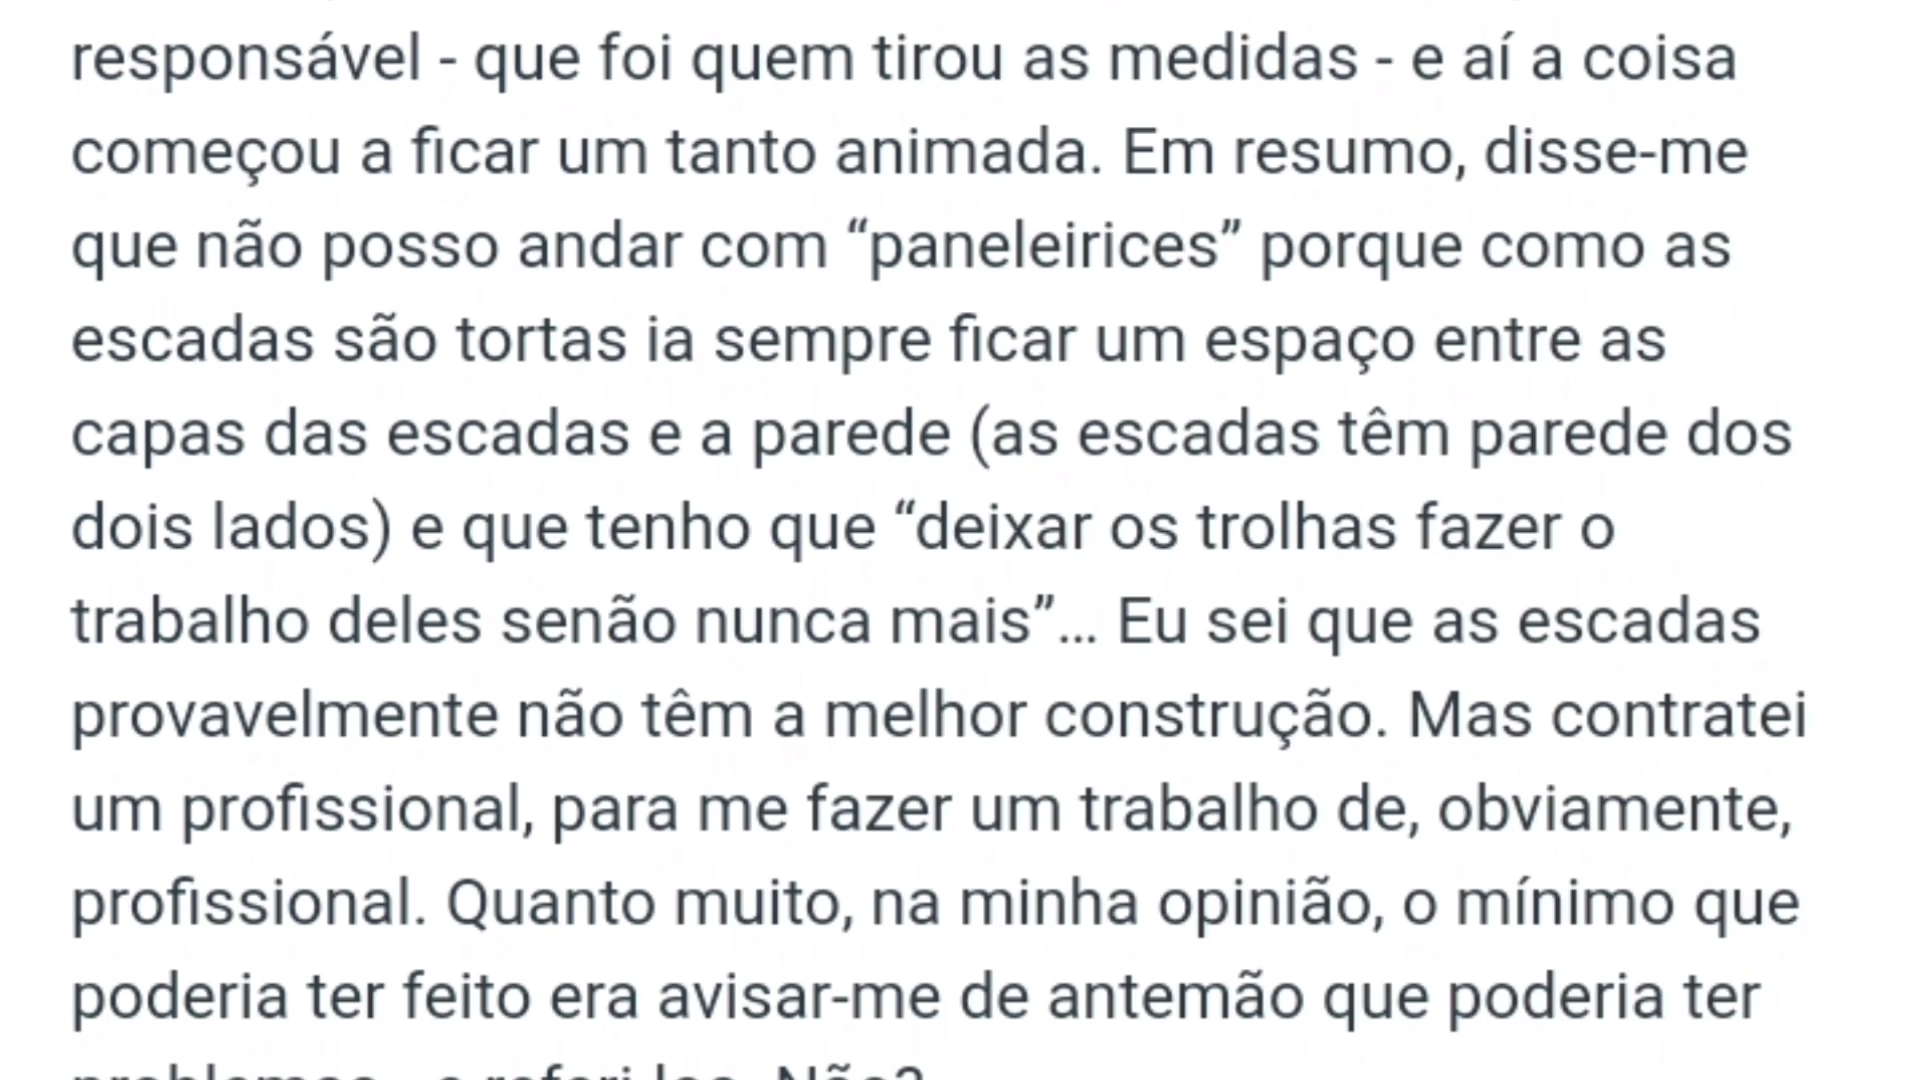 responsável - que foi quem tirou as medidas - e aí a coisa
começou a ficar um tanto animada. Em resumo, disse-me
que não posso andar com “paneleirices” porque como as
escadas são tortas ia sempre ficar um espaço entre as
capas das escadas e a parede (as escadas têm parede dos
dois lados) e que tenho que “deixar os trolhas fazer o
trabalho deles senão nunca mais”... Eu sei que as escadas
provavelmente não têm a melhor construção. Mas contratei
um profissional, para me fazer um trabalho de, obviamente,
profissional. Quanto muito, na minha opinião, o mínimo que
poderia ter feito era avisar-me de antemão que poderia ter
Não?